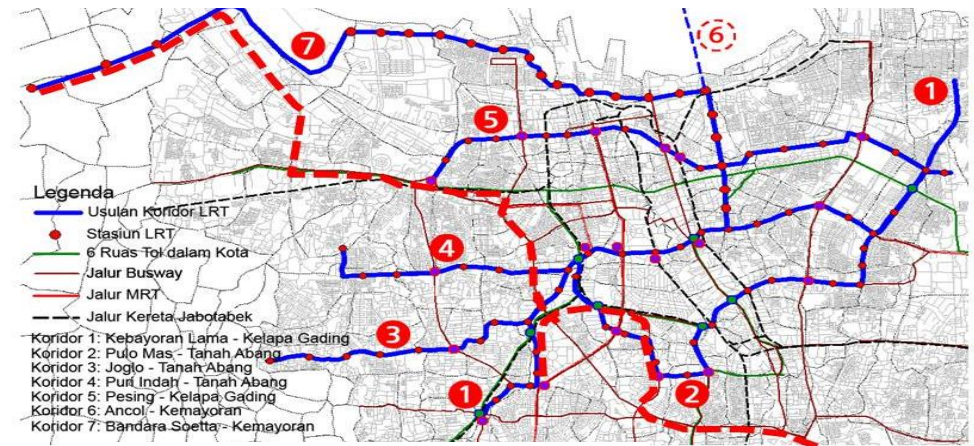 7
6
1
5
Legenda
Usulan Koridor LRT
Stasiun LRT
6 Ruas Tol dalam Kota
Jalur Busway
Jalur MRT
Jalur Kereta Jabotabek
4
3
1
2
Koridor 1: Kebayoran Lama - Kelapa Gading
Koridor 2: Pulo Mas - Tanah Abang
Koridor 3: Joglo - Tanah Abang
Koridor 4: Puri Indah - Tanah Abang
Koridor 5: Pesing - Kelapa Gading
Koridor 6: Ancol - Kemayoran
Koridor 7: Bandara Soetta - Kemayoran